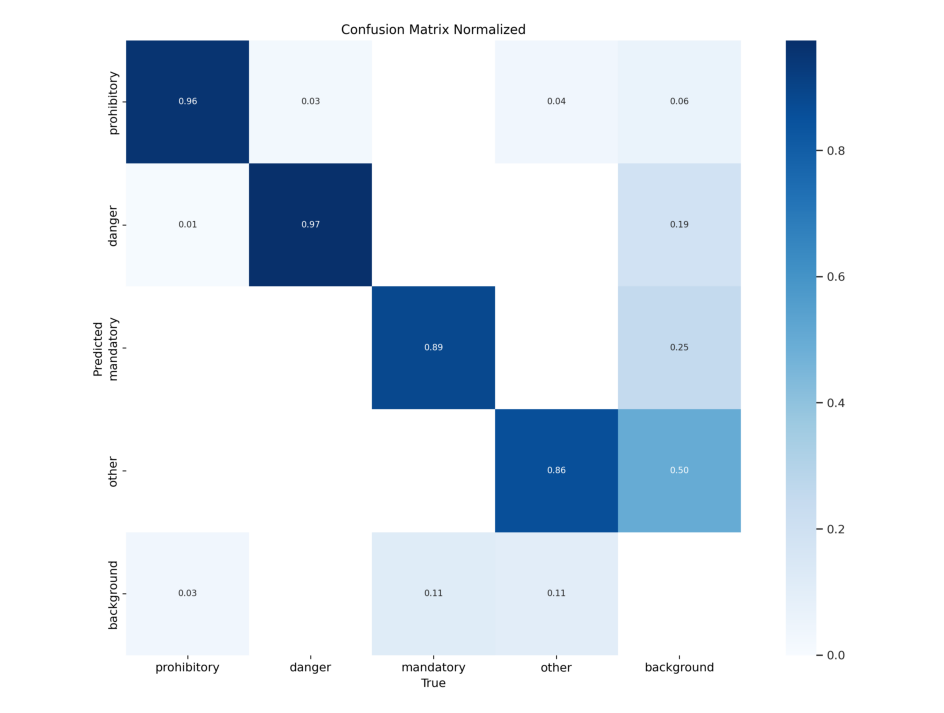 Confusion Matrix Normalized
prohibitory
0.96
0.03
0.04
0.06
danger
0.01
0.97
0.19
Predicted
mandatory
0.89
0.25
other
0.86
0.50
background
0.03
0.11
0.11
prohibitory
danger
mandatory
other
background
True
0.8
0.6
0.4
0.2
0.0